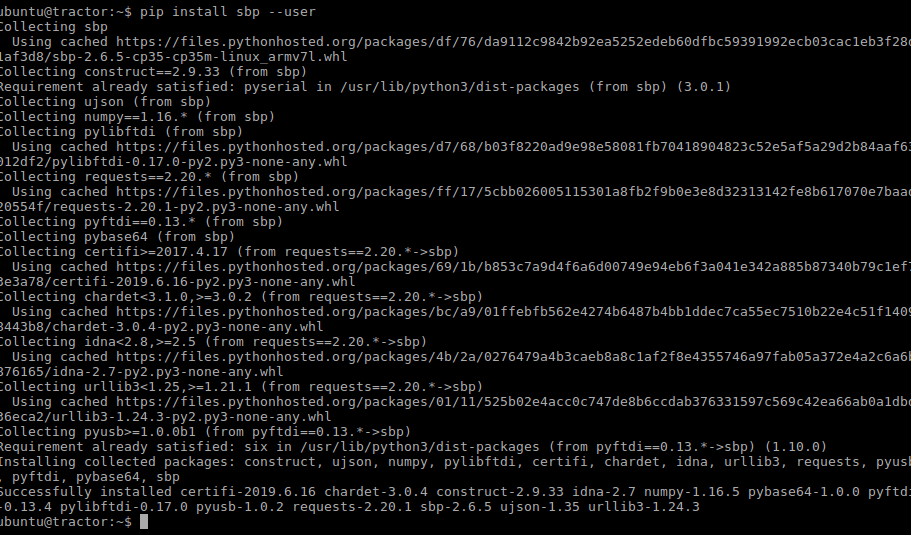 ubuntu@tractor:~$ pip install sbp --user
Collecting sbp
Using cached https://files.pythonhosted.org/packages/df/76/da9112c9842b92ea5252edeb60dfbc59391992ecb03cac1eb3f28
1af3d8/sbp-2.6.5-cp35-cp35m-linux_armv7l.whl
Collecting construct==2.9.33 (from sbp)
Requirement already satisfied: pyserial in /usr/lib/python3/dist-packages (from sbp) (3.0.1)
Collecting ujson (from sbp)
Collecting numpy==1.16.* (from sbp)
Collecting pylibftdi (from sbp)
Using cached https://files.pythonhosted.org/packages/d7/68/b03f8220ad9e98e58081fb70418904823c52e5af5a29d2b84aaf63
012df2/pylibftdi-0.17.0-py2.py3-none-any.whl
Collecting requests==2.20.* (from sbp)
Using cached https://files.pythonhosted.org/packages/ff/17/5cbb026005115301a8fb2f9b0e3e8d32313142fe8b617070e7baa
20554f/requests-2.20.1-py2.py3-none-any.whl
Collecting pyftdi==0.13.* (from sbp)
Collecting pybase64 (from sbp)
Collecting certifi>=2017.4.17 (from requests==2.20.*->sbp)
Using cached https://files.pythonhosted.org/packages/69/1b/b853c7a9d4f6a6d00749e94eb6f3a041e342a885b87340b79c1ef7
3e3a78/certifi-2019.6.16-py2.py3-none-any.whl
Collecting chardet<3.1.0,>=3.0.2 (from requests==2.20.*->sbp)
Using cached https://files.pythonhosted.org/packages/bc/a9/01ffebfb562e4274b6487b4bb1ddec7ca55ec7510b22e4c51f1409
8443b8/chardet-3.0.4-py2.py3-none-any.whl
Collecting idna<2.8,>=2.5 (from requests==2.20.*->sbp)
Using cached https://files.pythonhosted.org/packages/4b/2a/0276479a4b3caeb8a8c1af2f8e4355746a97fab05a372e4a2c6a6b
876165/idna-2.7-py2.py3-none-any.whl
Collecting urllib3<1.25,>=1.21.1 (from requests==2.20.*->sbp)
Using cached https://files.pythonhosted.org/packages/01/11/525b02e4acc0c747de8b6ccdab376331597c569c42ea66ab0a1dbd
36eca2/urllib3-1.24.3-py2.py3-none-any.whl
Collecting pyusb>=1.0.0b1 (from pyftdi==0.13.*->sbp)
Requirement already satisfied: six in /usr/lib/python3/dist-packages (from pyftdi==0.13.*->sbp) (1.10.0)
Installing collected packages: construct, ujson, numpy, pylibftdi, certifi, chardet, idna, urllib3, requests, pyusb
, pyftdi, pybase64, sbp
Successfully installed certifi-2019.6.16 chardet-3.0.4 construct-2.9.33 idna-2.7 numpy-1.16.5 pybase64-1.0.0 pyftdi
-0.13.4 pylibftdi-0.17.0 pyusb-1.0.2 requests-2.20.1 sbp-2.6.5 ujson-1.35 urllib3-1.24.3
ubuntu@tractor:~$